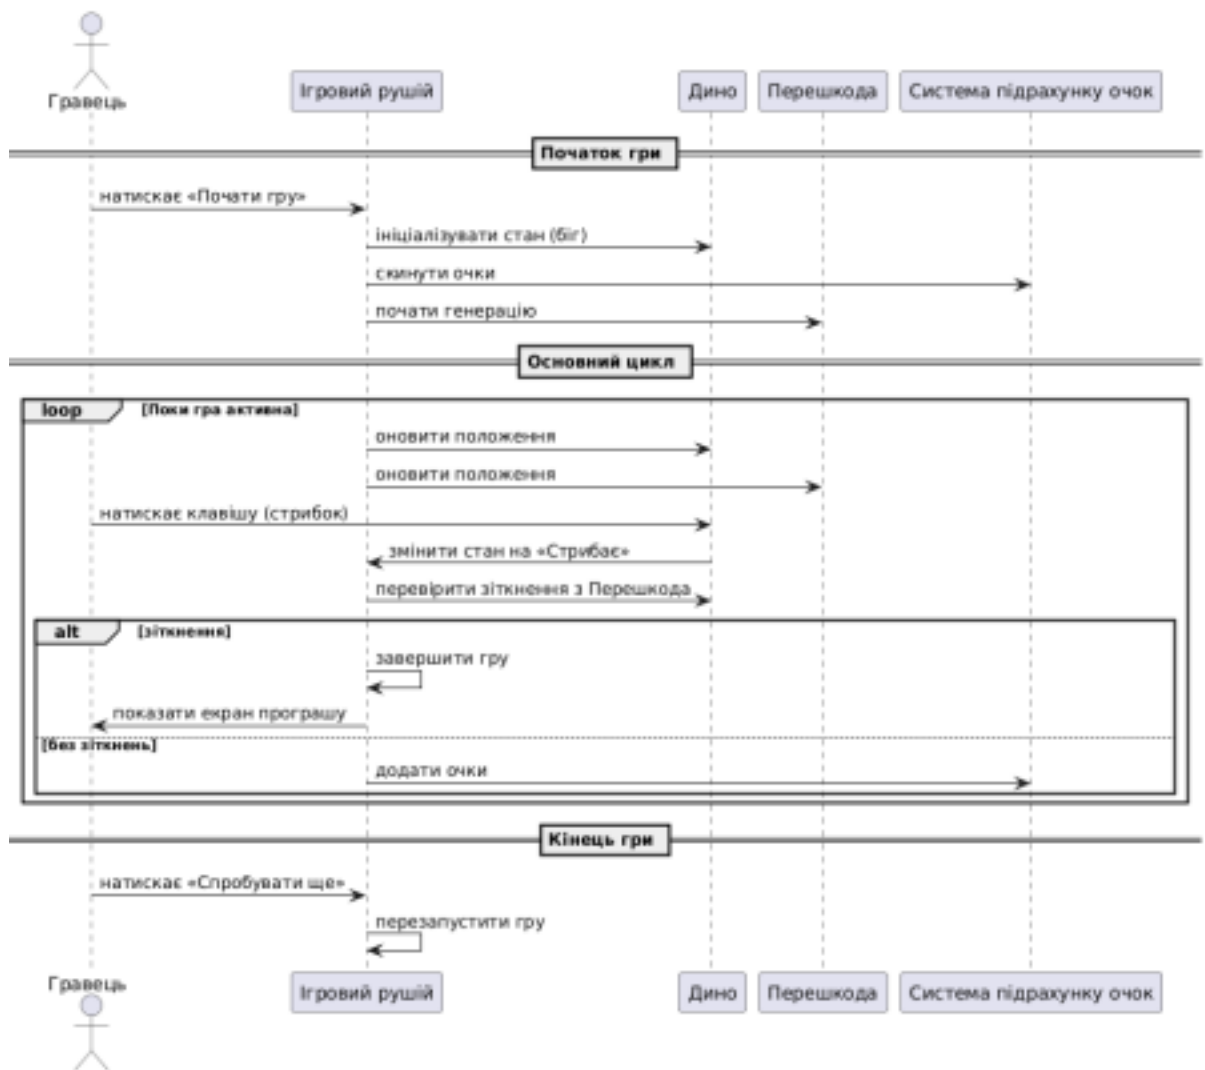 Гравець
Ігровий рушій
Дино
Перешкода
Система підрахунку очок
Початок гри
натискає «Почати гру»
ініціалізувати стан (біг)
скинути очки
почати генерацію
Основний цикл
loop [Поки гра активна]
оновити положення
оновити положення
натискає клавішу (стрибок)
змінити стан на «Стрибає»
перевірити зіткнення з Перешкода
alt [зіткнення]
завершити гру
показати екран програшу
[без зіткнень]
додати очки
Кінець гри
натискає «Спробувати ще»
перезапустити гру
Гравець
Ігровий рушій
Дино
Перешкода
Система підрахунку очок